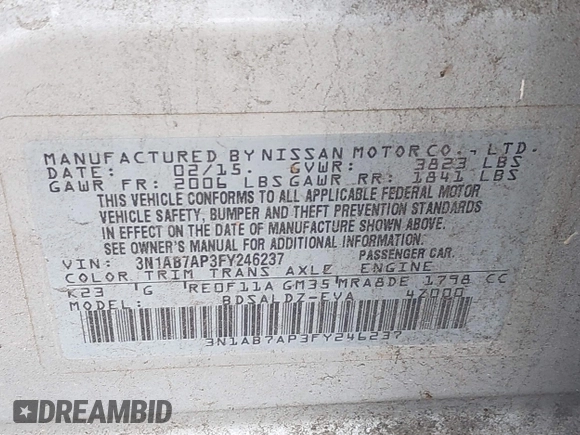 MANUFACTURED BY NISSAN MOTOR CO., LTD.
DATE: 02/15. GVWR: 3823 LBS
GAWR FR: 2006 LBS GAWR RR: 1841 LBS
THIS VEHICLE CONFORMS TO ALL APPLICABLE FEDERAL MOTOR
VEHICLE SAFETY, BUMPER AND THEFT PREVENTION STANDARDS
IN EFFECT ON THE DATE OF MANUFACTURE SHOWN ABOVE.
SEE OWNER'S MANUAL FOR ADDITIONAL INFORMATION
VIN: 3N1AB7AP3FY246237 PASSENGER CAR.
COLOR TRIM TRANS AXLE ENGINE
K23 G RE0F11A GM35 MRA8DE 1798 CC
MODEL: BDSALDZ-EVA 4Z000
3N1AB7AP3FY246237
DREAMBID